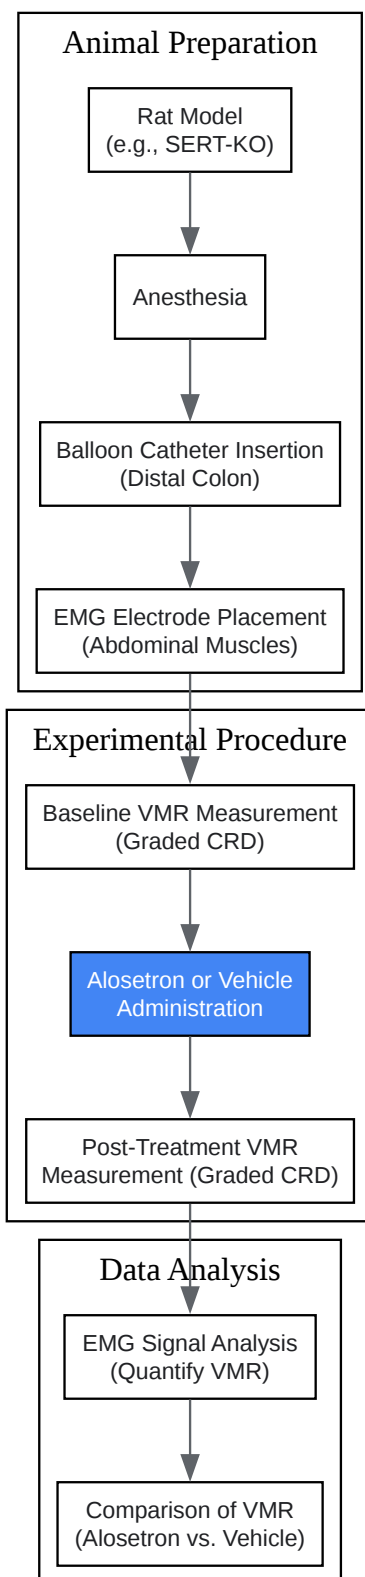 Animal Preparation
Rat Model
(e.g., SERT-KO)
Anesthesia
Balloon Catheter Insertion
(Distal Colon)
EMG Electrode Placement
(Abdominal Muscles)
Experimental Procedure
Baseline VMR Measurement
(Graded CRD)
Alosetron or Vehicle
Administration
Post-Treatment VMR
Measurement (Graded CRD)
Data Analysis
EMG Signal Analysis
(Quantify VMR)
Comparison of VMR
(Alosetron vs. Vehicle)